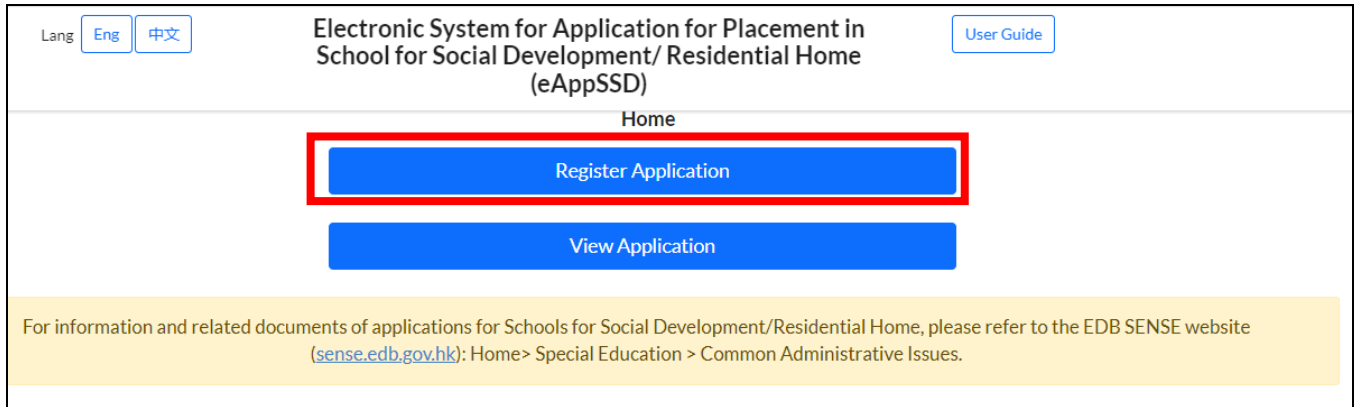 Lang Eng 中文
Electronic System for Application for Placement in
School for Social Development/ Residential Home
(eAppSSD)
User Guide
Home
Register Application
View Application
For information and related documents of applications for Schools for Social Development/Residential Home, please refer to the EDB SENSE website
(sense.edb.gov.hk): Home> Special Education > Common Administrative Issues.